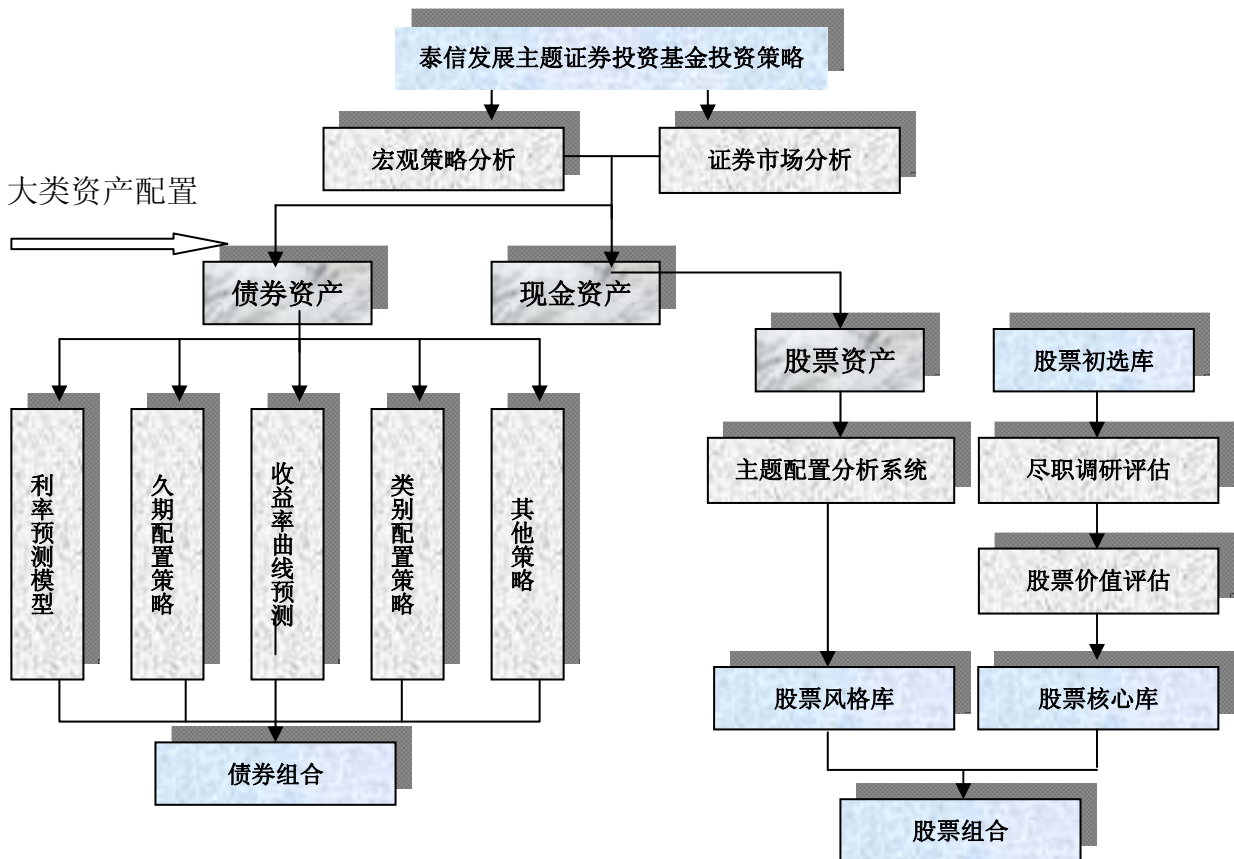 泰信发展主题证券投资基金投资策略
宏观策略分析
证券市场分析
大类资产配置
债券资产
现金资产
股票资产
股票初选库
利率预测模型
久期配置策略
收益率曲线预测
类别配置策略
其他策略
主题配置分析系统
尽职调研评估
股票价值评估
股票风格库
股票核心库
债券组合
股票组合